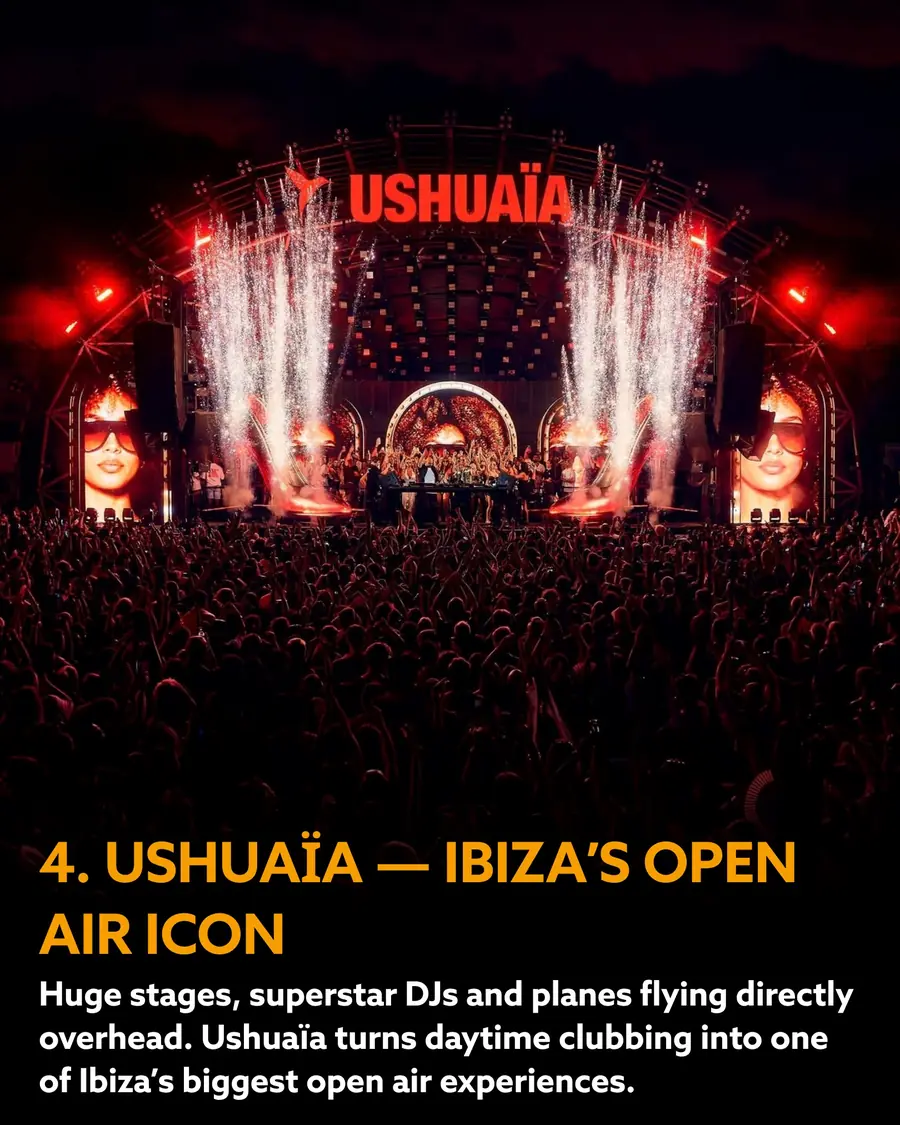 USHUAÏA
4. USHUAÏA — IBIZA’S OPEN
AIR ICON
Huge stages, superstar DJs and planes flying directly
overhead. Ushuaïa turns daytime clubbing into one
of Ibiza’s biggest open air experiences.